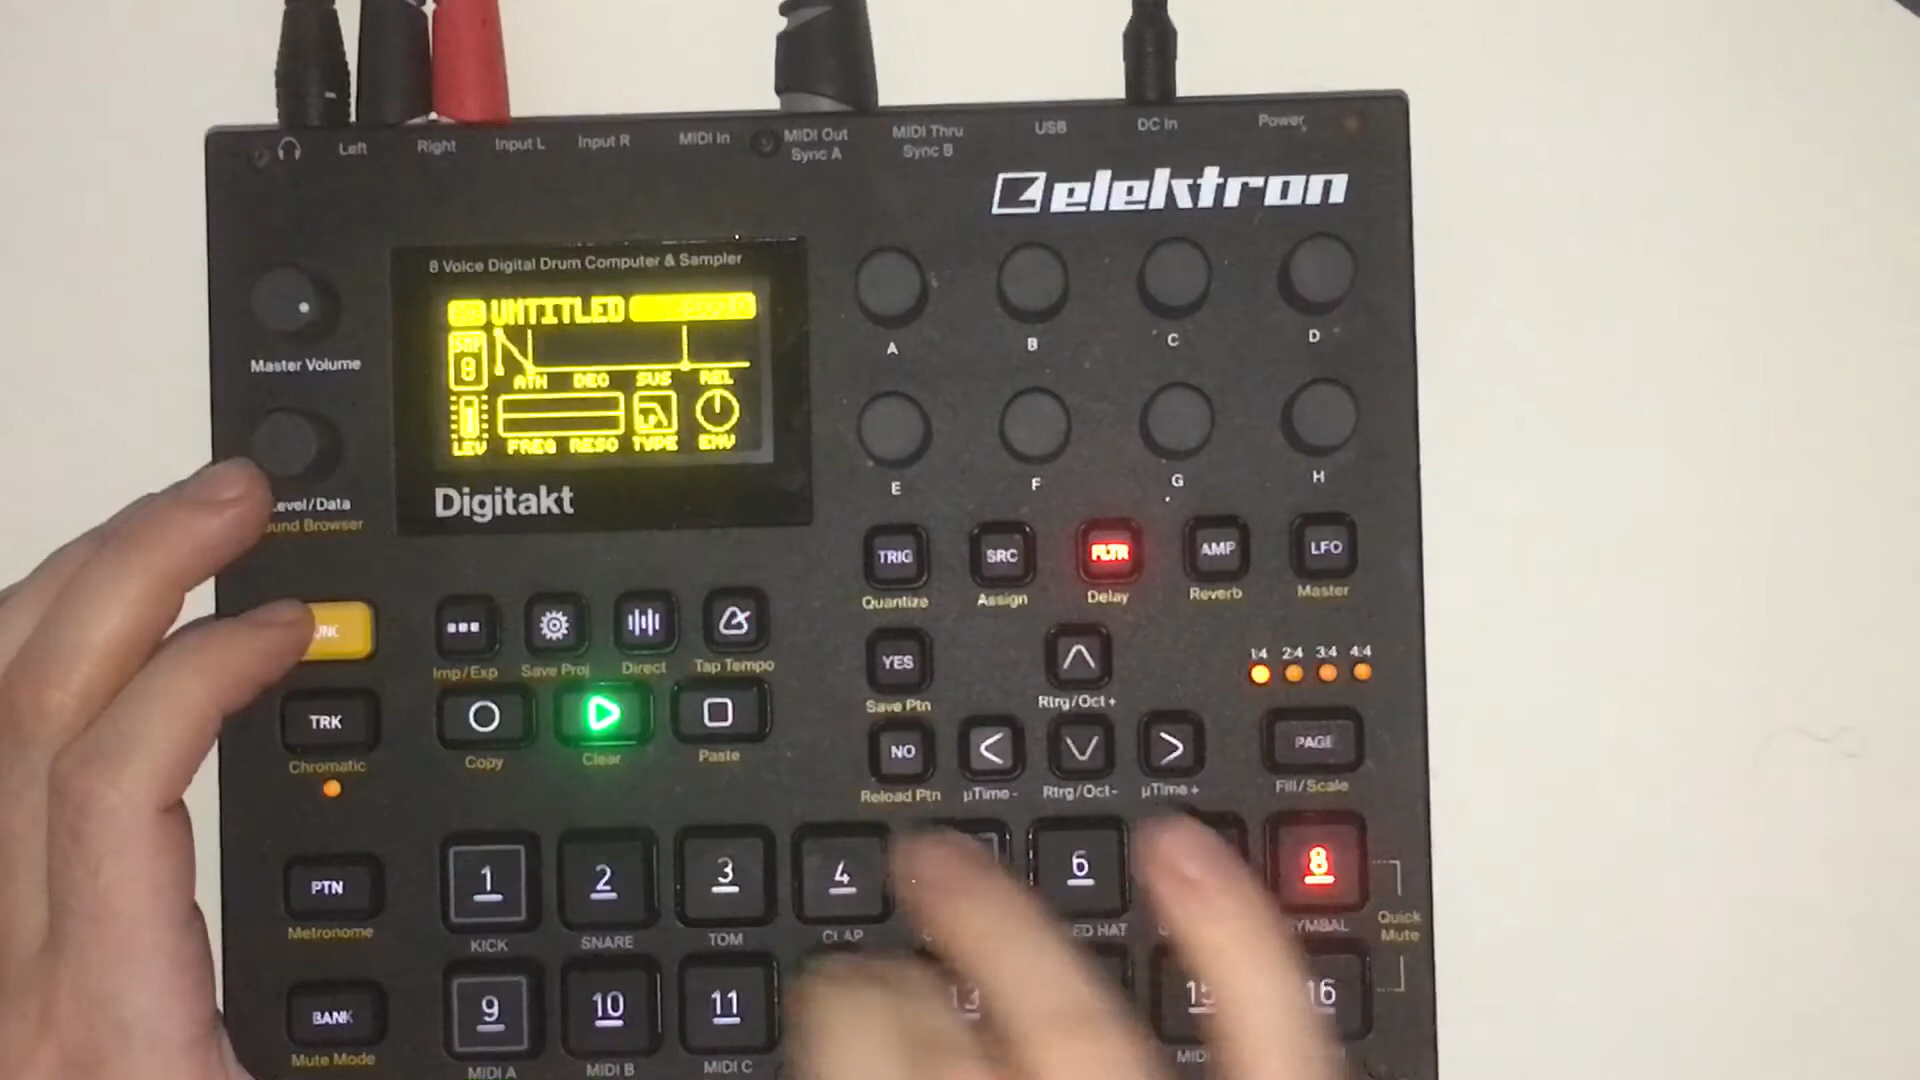 Left
Right
Input L
Input R
MIDI In
MIDI Out
Sync A
MIDI Thru
Sync B
USB
DC In
Power
elektron
8 Voice Digital Drum Computer & Sampler
UNTITLED
ATK DEC SUS REL
LEV FREQ RESO TYPE ENV
8
LP
Digitakt
Master Volume
A
B
C
D
E
F
G
H
TRIG
SRC
FLTR
AMP
LFO
Quantize
Assign
Delay
Reverb
Master
Imp/Exp
Save Proj
Direct
Tap Tempo
TRK
Chromatic
Copy
Clear
Paste
YES
Save Ptn
Rtrg/Oct+
1:4
2:4
3:4
4:4
NO
PAGE
Reload Ptn
µTime-
Rtrg/Oct-
µTime+
Fill/Scale
PTN
Metronome
1
2
3
4
6
8
KICK
SNARE
TOM
CLAP
Quick
Mute
BANK
Mute Mode
9
10
11
13
15
16
MIDI A
MIDI B
MIDI C